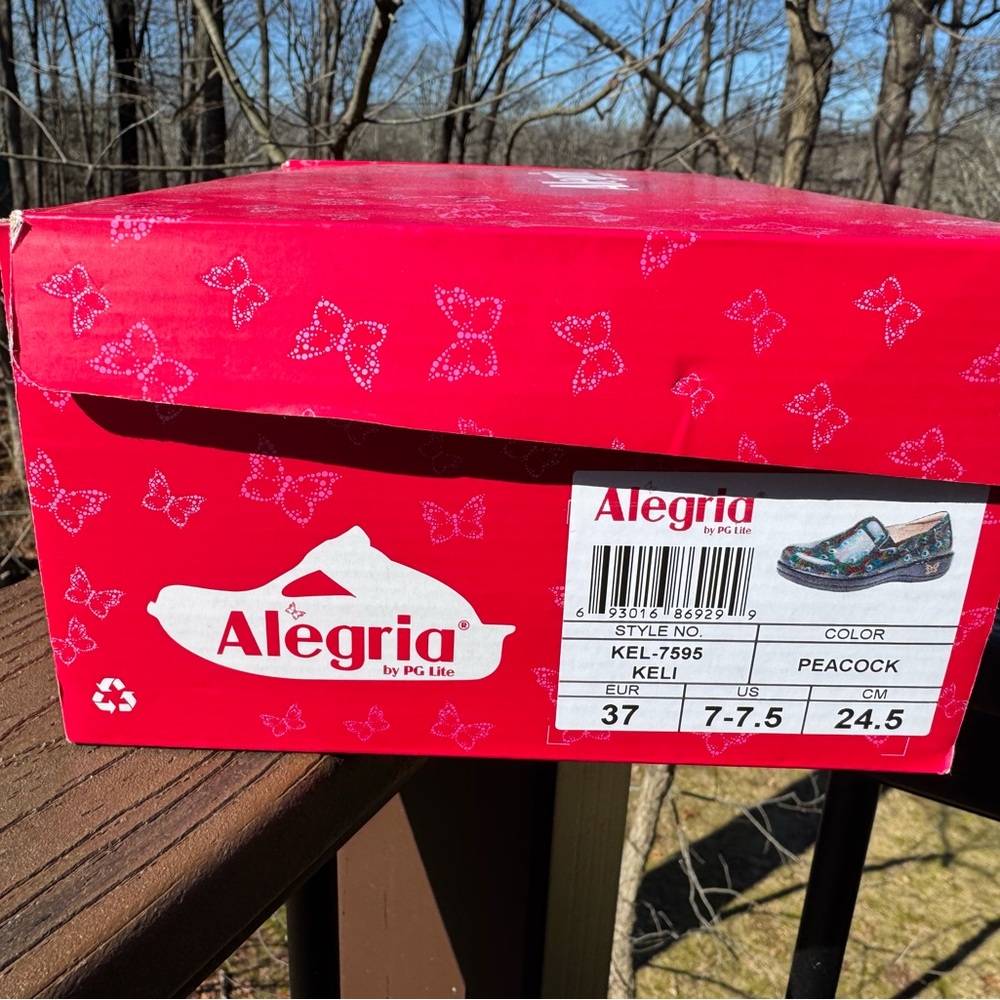 Alegria®
by PG Lite
Alegria
by PG Lite
6 93016 86929 9
STYLE NO.
COLOR
KEL-7595
KELI
PEACOCK
EUR
US
CM
37
7-7.5
24.5